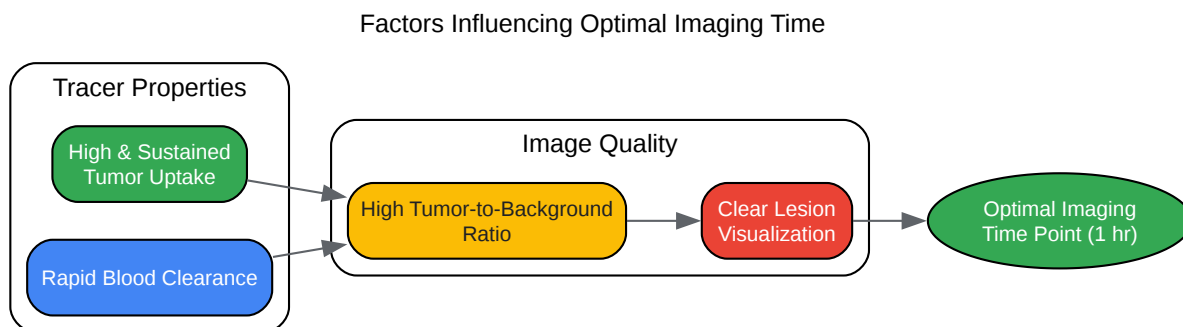 Factors Influencing Optimal Imaging Time
Tracer Properties
High & Sustained
Tumor Uptake
Rapid Blood Clearance
Image Quality
High Tumor-to-Background
Ratio
Clear Lesion
Visualization
Optimal Imaging
Time Point (1 hr)